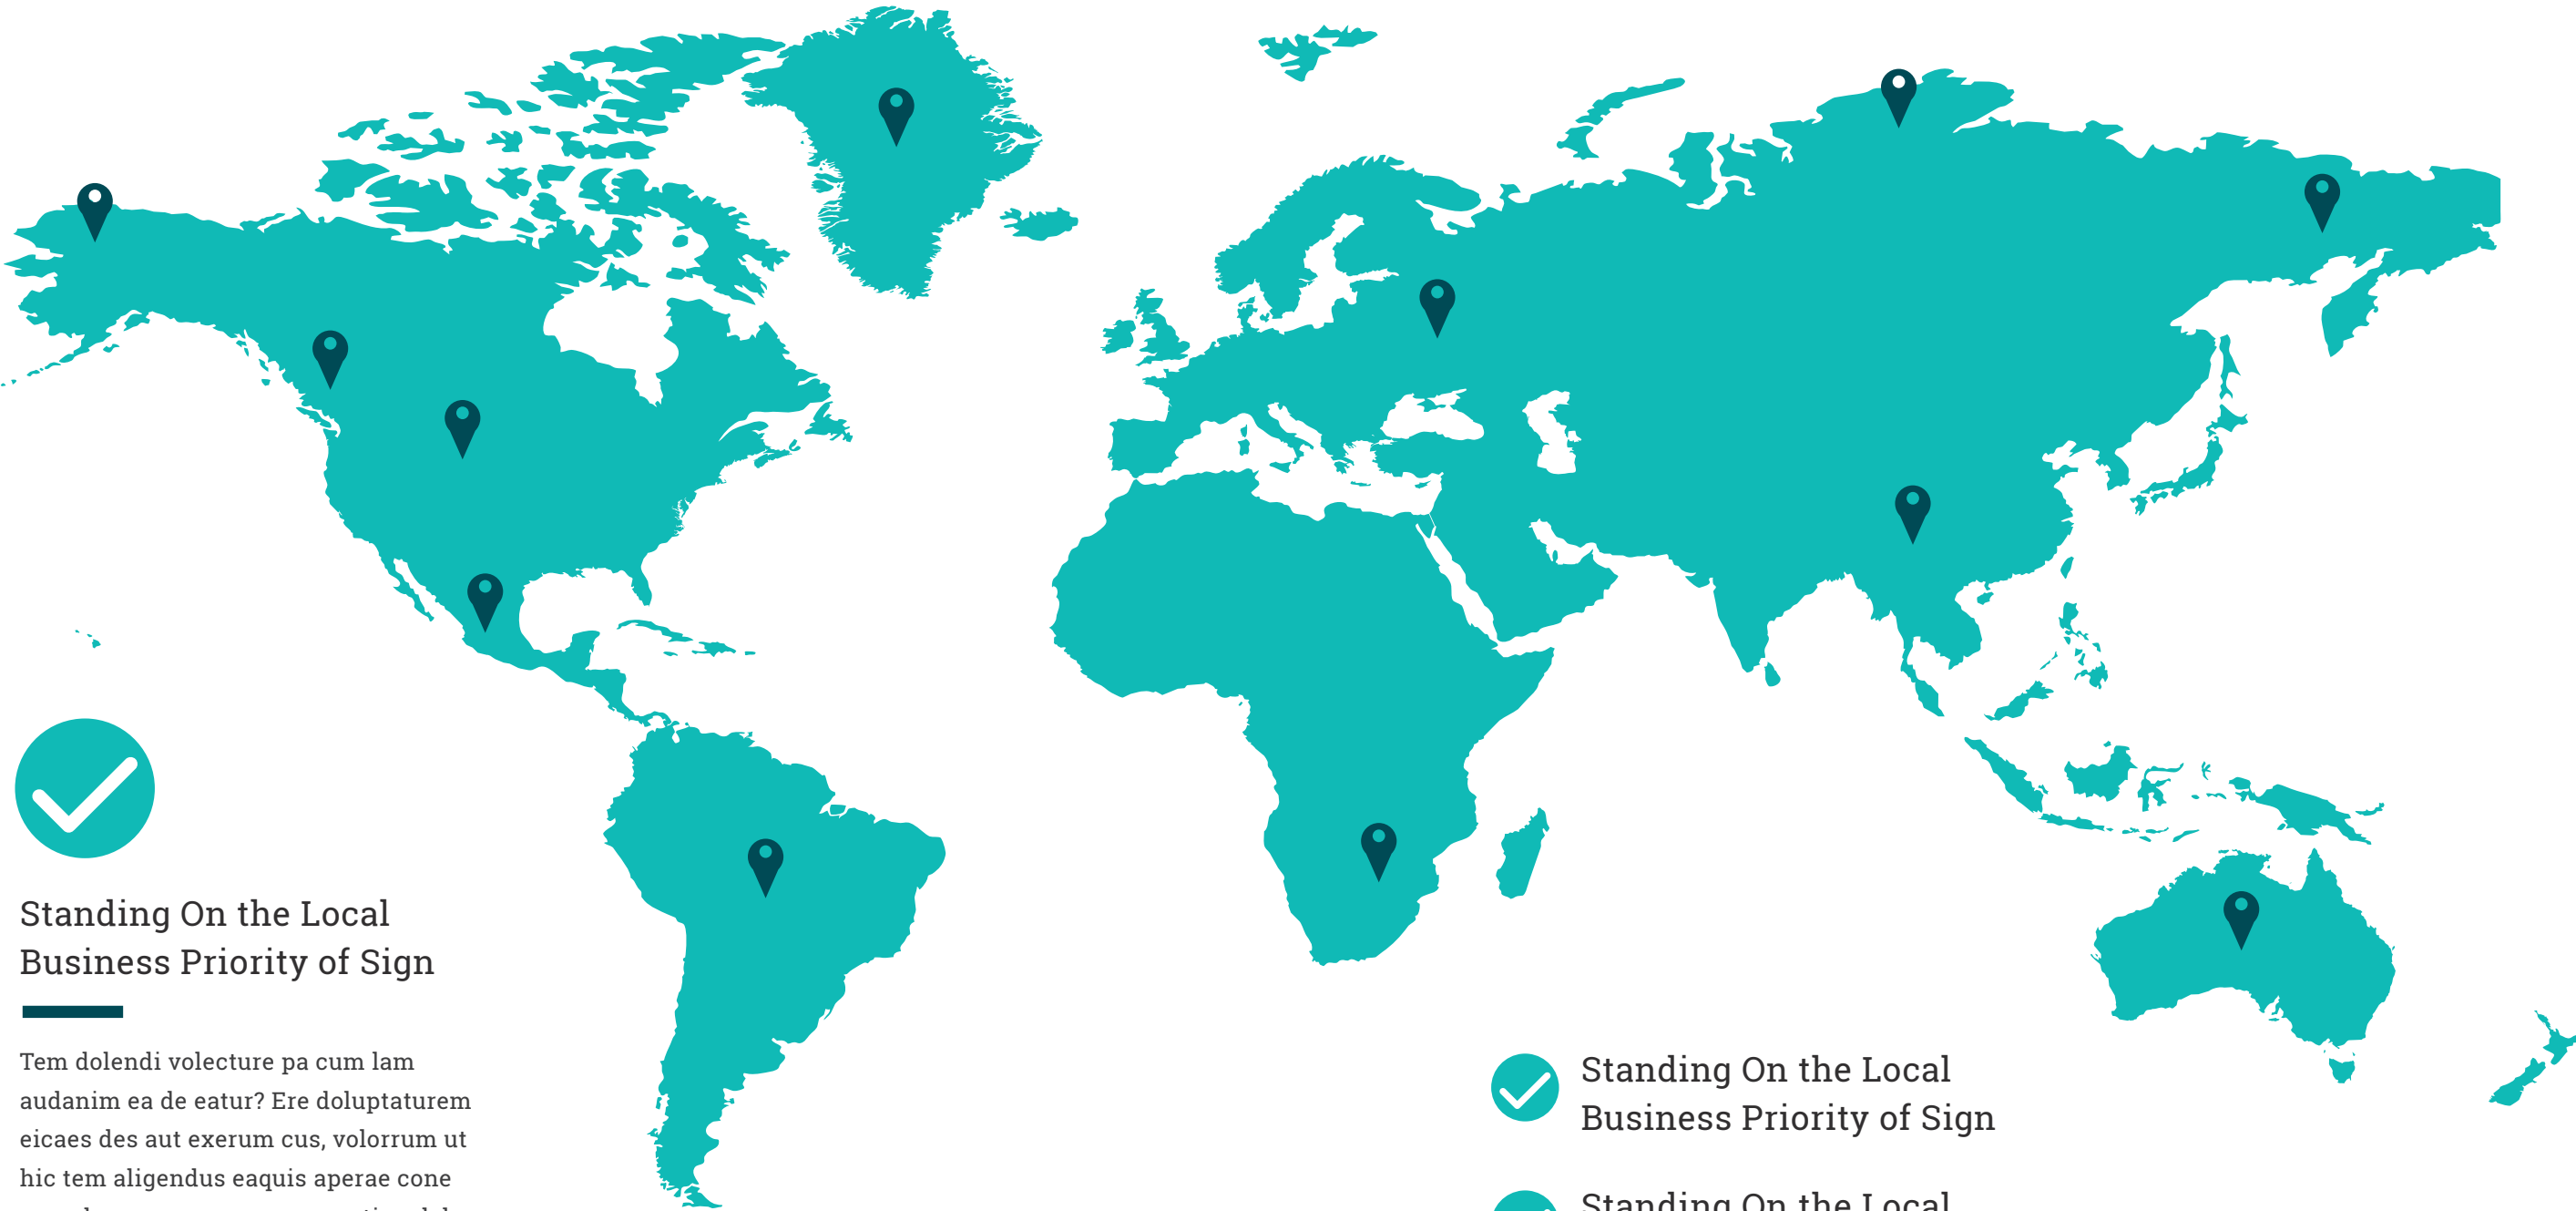 Standing On the Local
Business Priority of Sign
Tem dolendi volecture pa cum lam
audanim ea de eatur? Ere doluptaturem
eicaes des aut exerum cus, volorrum ut
hic tem aligendus eaquis aperae cone
Standing On the Local
Business Priority of Sign
Standing On the Local